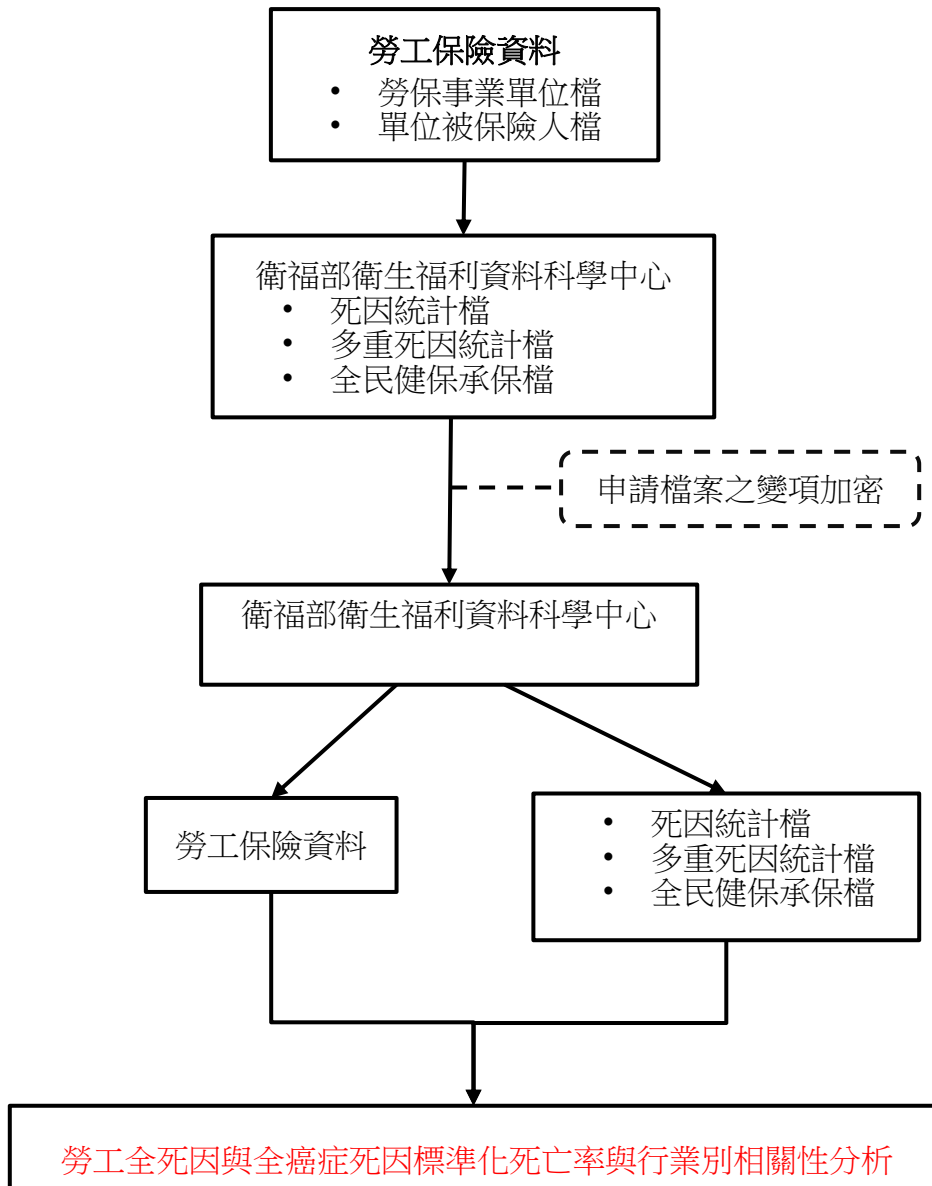 勞工保險資料
• 勞保事業單位檔
• 單位被保險人檔
衛福部衛生福利資料科學中心
• 死因統計檔
• 多重死因統計檔
• 全民健保承保檔
申請檔案之變項加密
衛福部衛生福利資料科學中心
勞工保險資料
• 死因統計檔
• 多重死因統計檔
• 全民健保承保檔
勞工全死因與全癌症死因標準化死亡率與行業別相關性分析